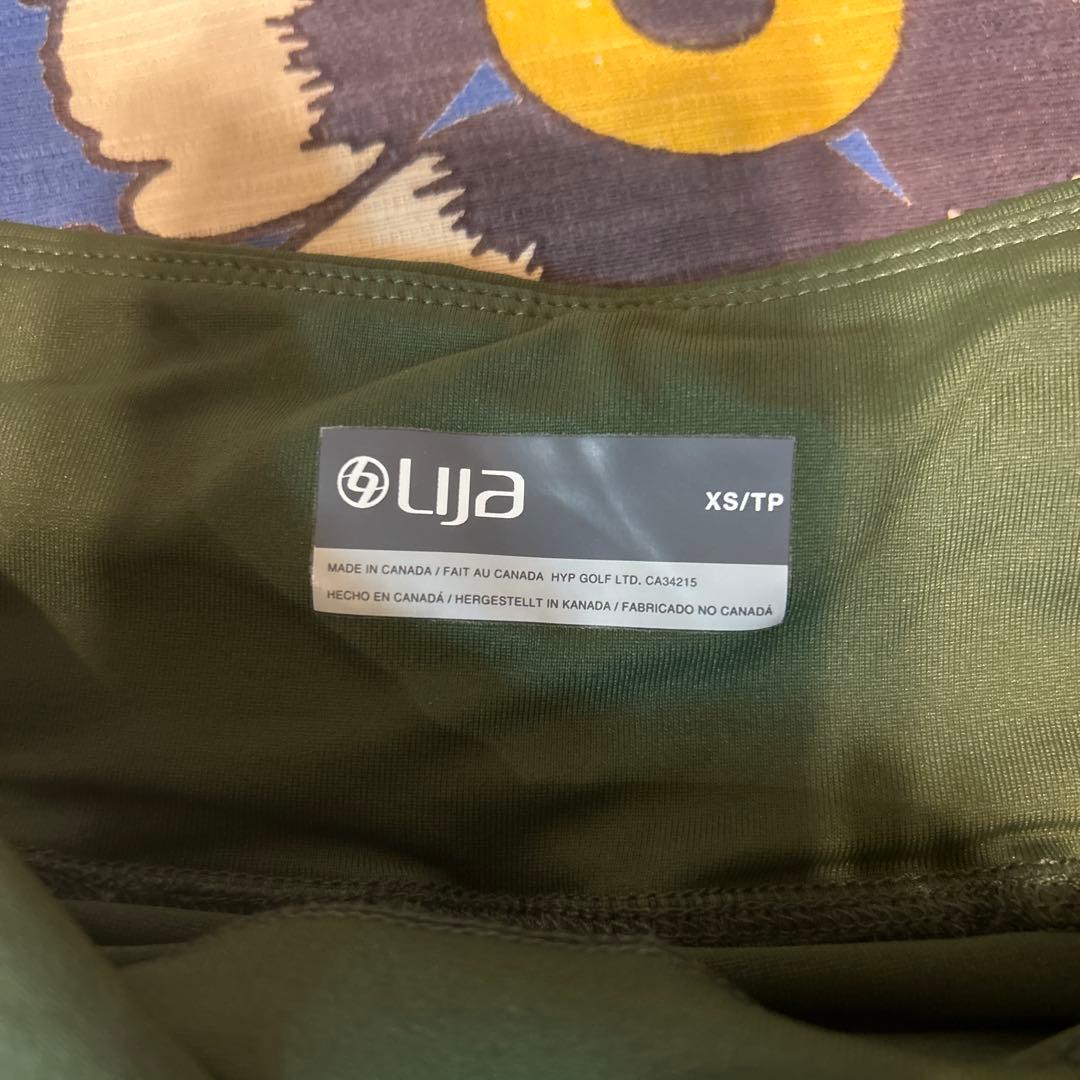 LIJA
XS/TP
MADE IN CANADA / FAIT AU CANADA HYP GOLF LTD. CA34215
HECHO EN CANADÁ / HERGESTELLT IN KANADA / FABRICADO NO CANADÁ